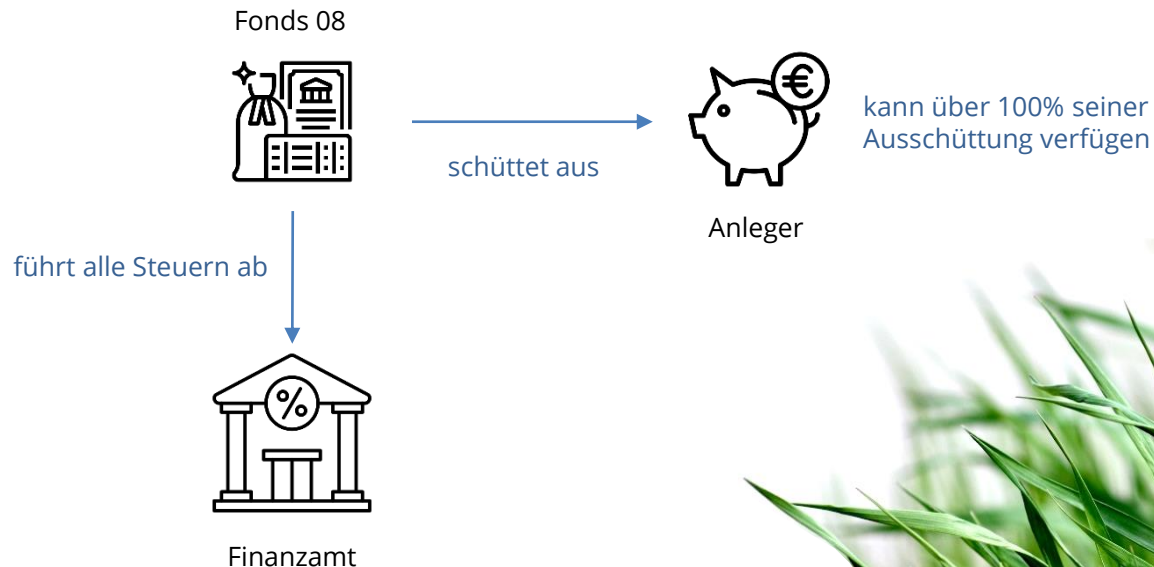 Fonds 08
kann über 100% seiner
Ausschüttung verfügen
schüttet aus
Anleger
führt alle Steuern ab
Finanzamt